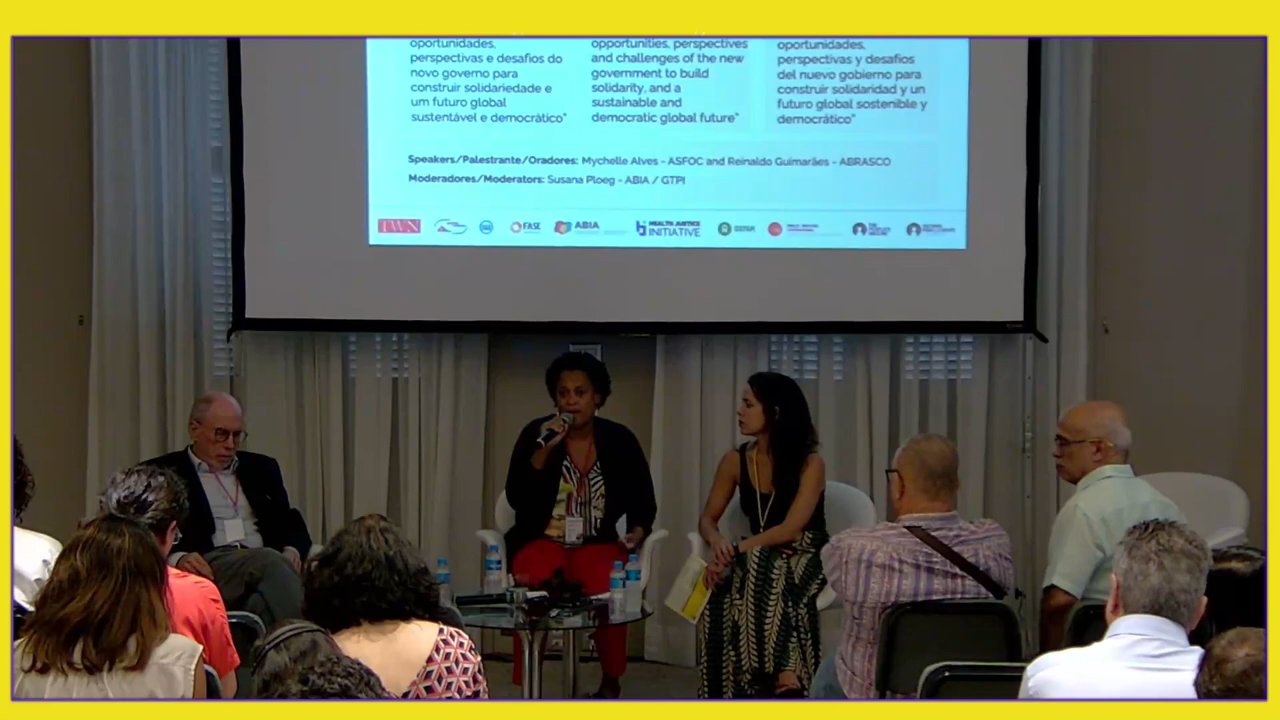 oportunidades,
perspectivas e desafios do
novo governo para
construir solidariedade e
um futuro global
sustentável e democrático"
opportunities, perspectives
and challenges of the new
government to build
solidarity, and a
sustainable and
democratic global future"
oportunidades,
perspectivas y desafios
del nuevo gobierno para
construir solidaridad y un
futuro global sostenible y
democrático"
Speakers/Palestrante/Oradores: Mychelle Alves - ASFOC and Reinaldo Guimarães - ABRASCO
Moderadores/Moderators: Susana Ploeg - ABIA / GTPI
TWN
FASE
ABIA
HEALTH JUSTICE
INITIATIVE